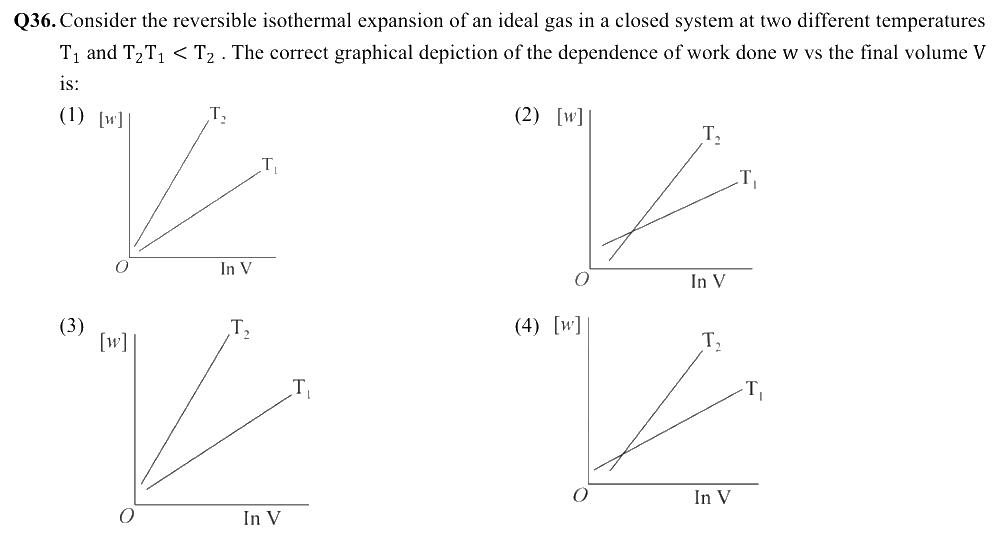 Q36. Consider the reversible isothermal expansion of an ideal gas in a closed system at two different temperatures
T₁ and T₂T₁ < T₂ . The correct graphical depiction of the dependence of work done w vs the final volume V
is:
(1) [w] T₂
T₁
O In V
(2) [w] T₂
T₁
O In V
(3) [w] T₂
T₁
O In V
(4) [w] T₂
T₁
O In V